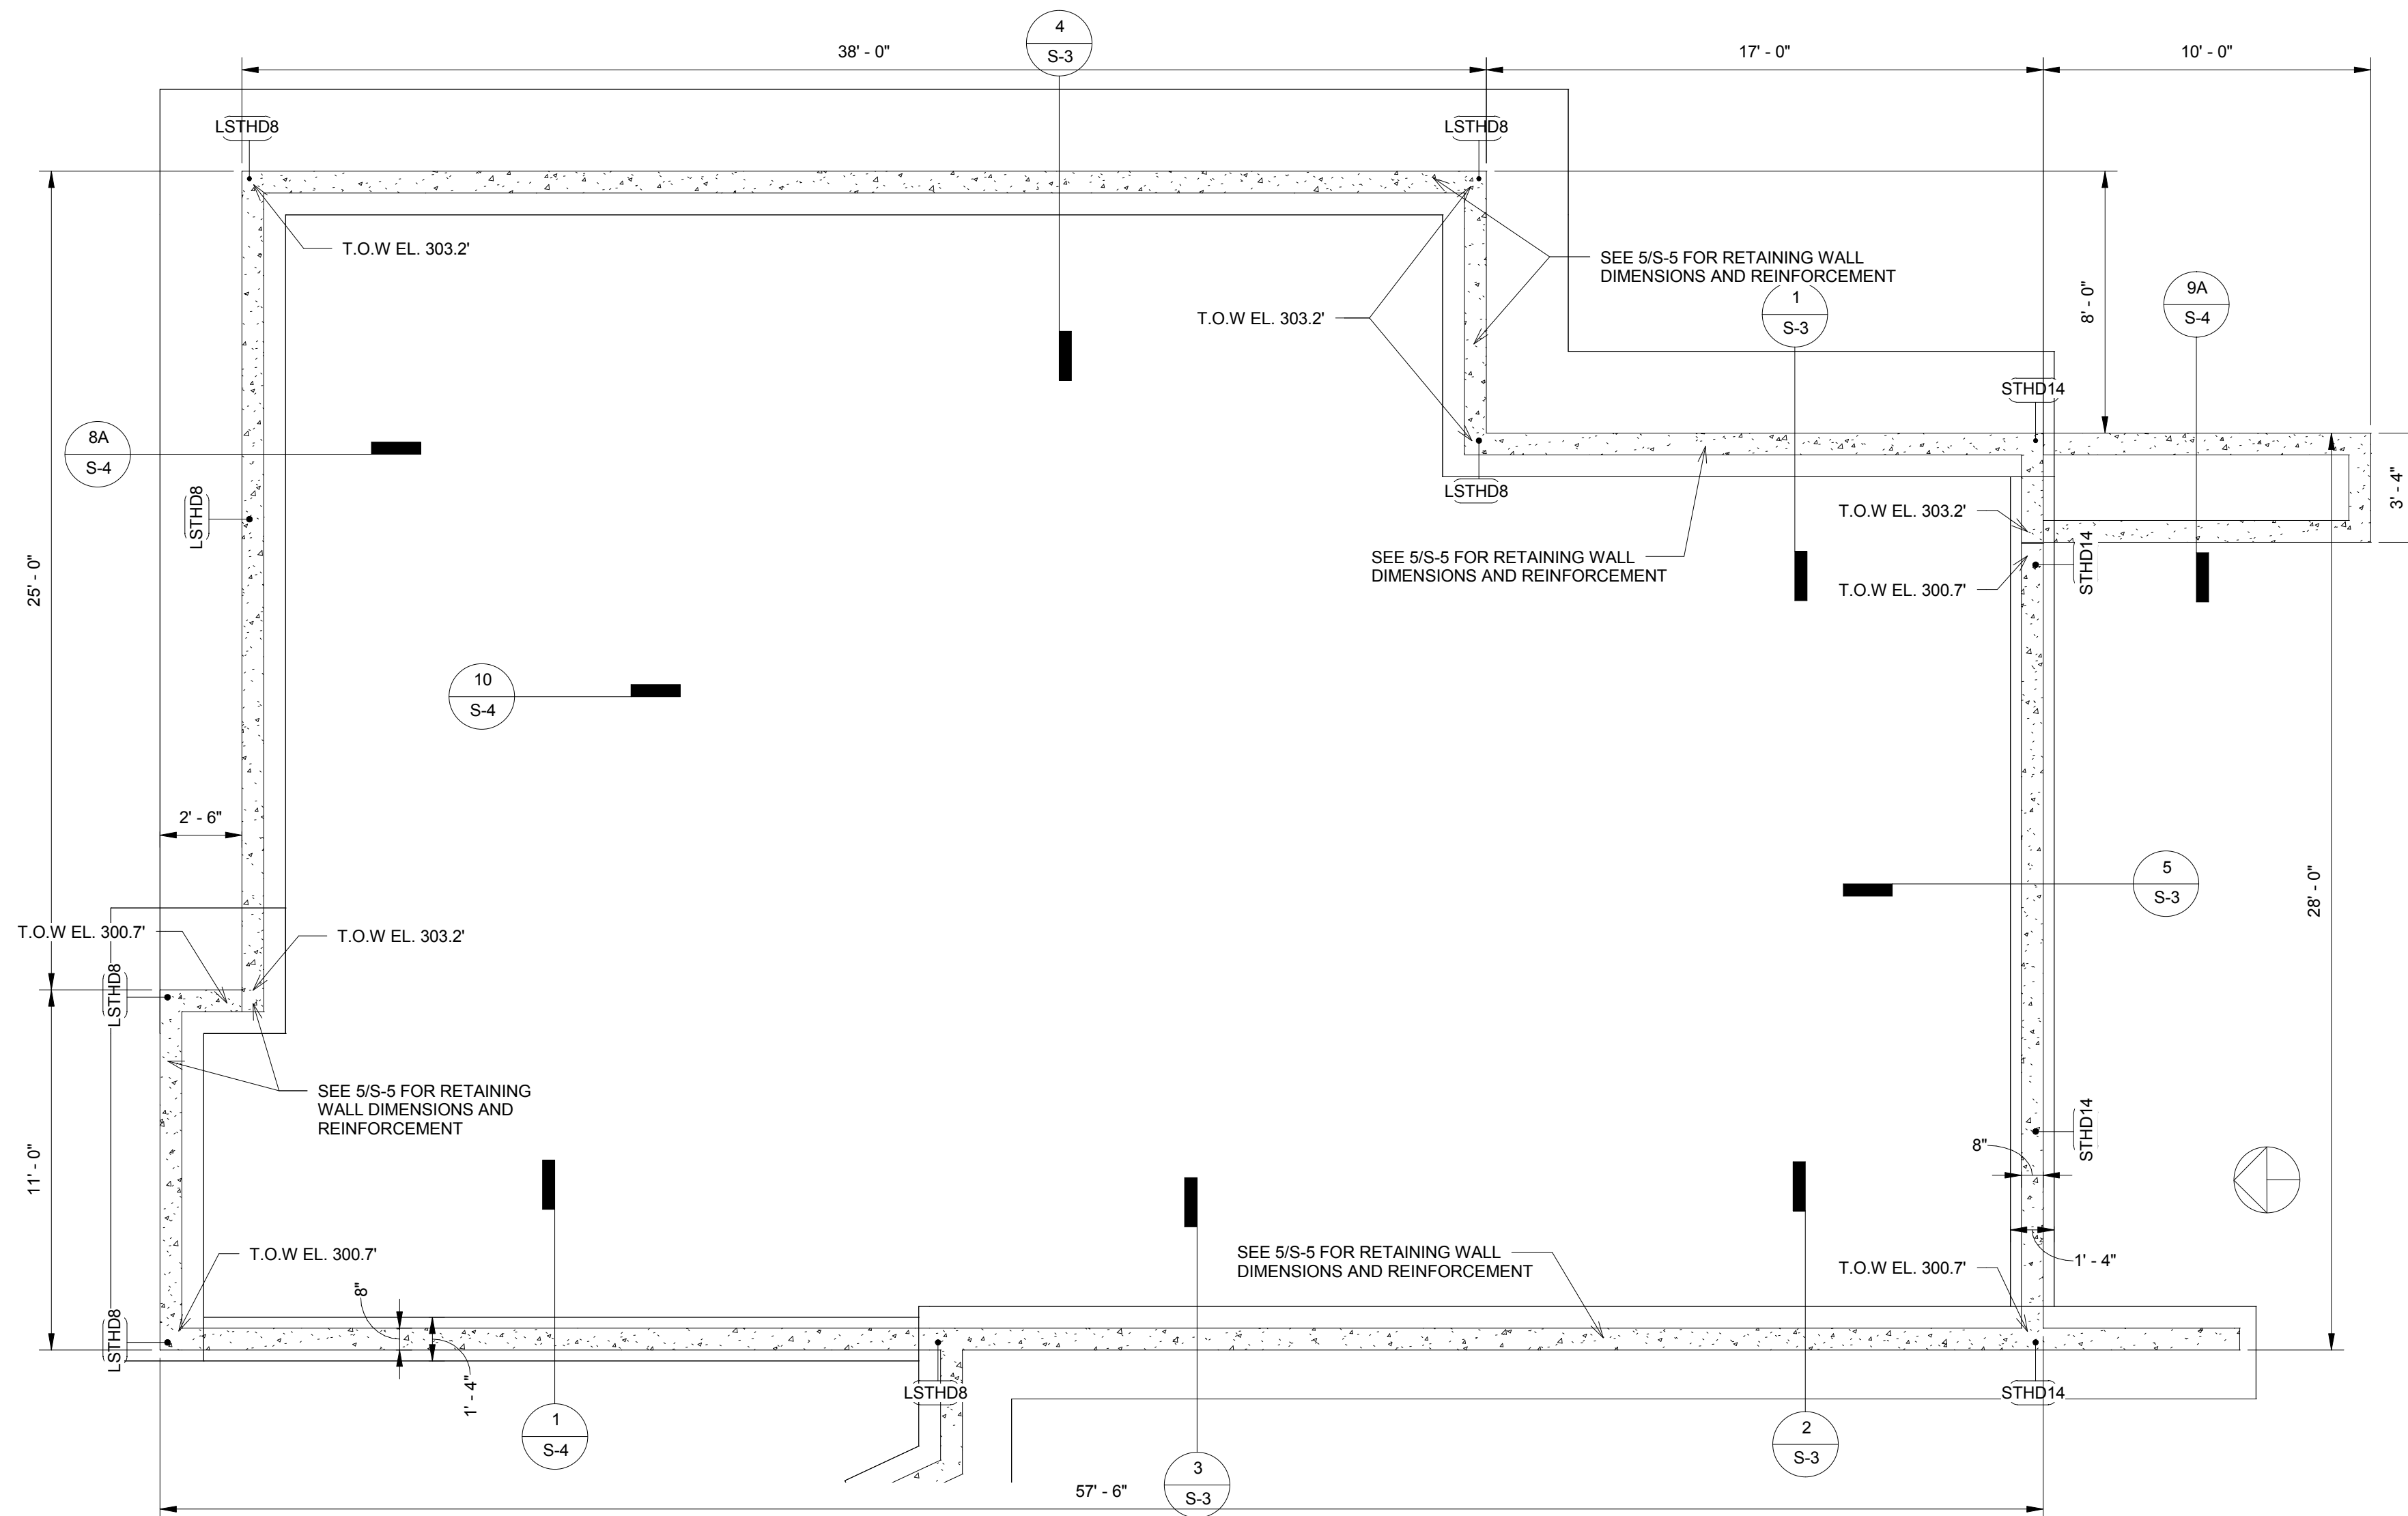 4
S-3
38' - 0"
17' - 0"
10' - 0"
LSTHD8
LSTHD8
T.O.W EL. 303.2'
SEE 5/S-5 FOR RETAINING WALL
DIMENSIONS AND REINFORCEMENT
1
S-3
9A
S-4
8' - 0"
T.O.W EL. 303.2'
STHD14
8A
S-4
LSTHD8
LSTHD8
3' - 4"
T.O.W EL. 303.2'
SEE 5/S-5 FOR RETAINING WALL
DIMENSIONS AND REINFORCEMENT
STHD14
T.O.W EL. 300.7'
25' - 0"
10
S-4
2' - 6"
5
S-3
28' - 0"
T.O.W EL. 300.7'
T.O.W EL. 303.2'
LSTHD8
SEE 5/S-5 FOR RETAINING
WALL DIMENSIONS AND
REINFORCEMENT
11' - 0"
STHD14
8"
T.O.W EL. 300.7'
8"
SEE 5/S-5 FOR RETAINING WALL
DIMENSIONS AND REINFORCEMENT
T.O.W EL. 300.7'
1' - 4"
LSTHD8
1' - 4"
LSTHD8
STHD14
1
S-4
2
S-3
3
S-3
57' - 6"